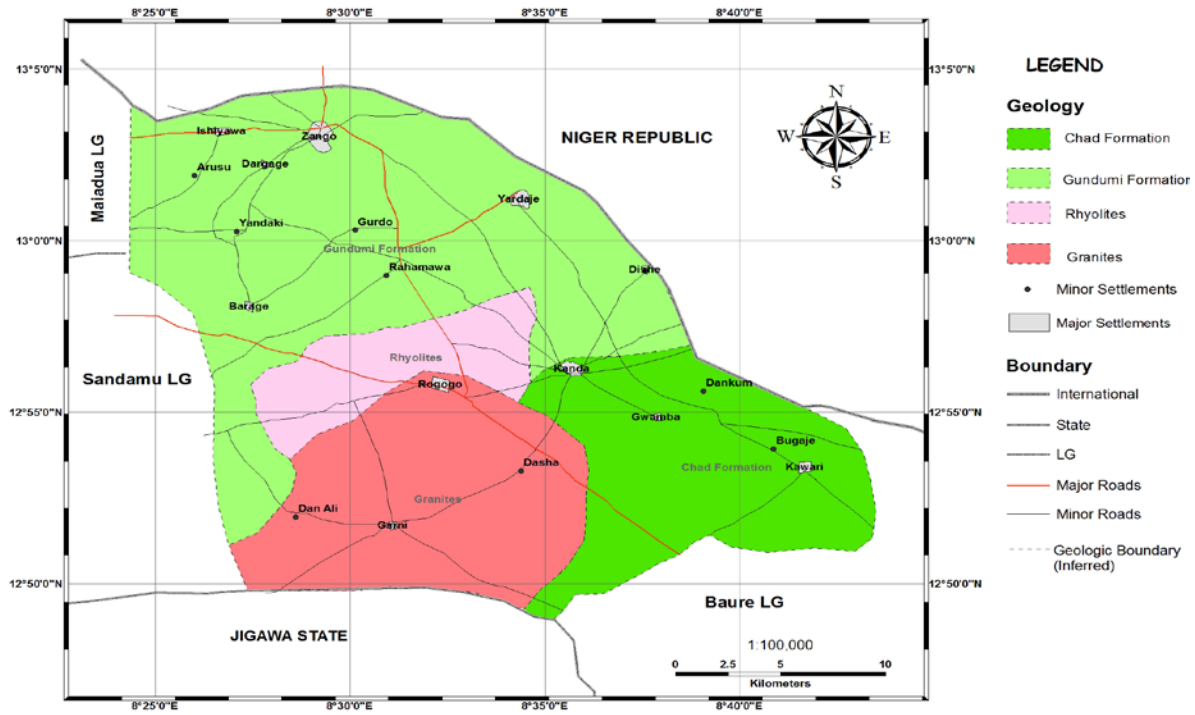 8°25'0"E 8°30'0"E 8°35'0"E 8°40'0"E
13°5'0"N 13°5'0"N
13°0'0"N 13°0'0"N
12°55'0"N 12°55'0"N
12°50'0"N 12°50'0"N
8°25'0"E 8°30'0"E 8°35'0"E 8°40'0"E
N
W E
S
NIGER REPUBLIC
Maiadua LG
Sandamu LG
JIGAWA STATE
Baure LG
Ishiyawa
Zango
Arusu
Dargage
Yardaje
Yandaki
Gurdo
Gundumi Formation
Rahamawa
Dishe
Barage
Rhyolites
Rogogo
Kanda
Dankum
Gwamba
Bugaje
Kawari
Chad Formation
Dasha
Granites
Dan Ali
Garni
1:100,000
0 2.5 5 10
Kilometers
LEGEND
Geology
Chad Formation
Gundumi Formation
Rhyolites
Granites
Minor Settlements
Major Settlements
Boundary
International
State
LG
Major Roads
Minor Roads
Geologic Boundary
(Inferred)